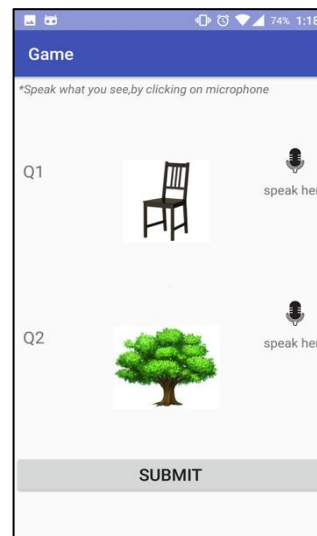 74% 1:18
Game
*Speak what you see,by clicking on microphone
Q1
speak her
Q2
speak her
SUBMIT